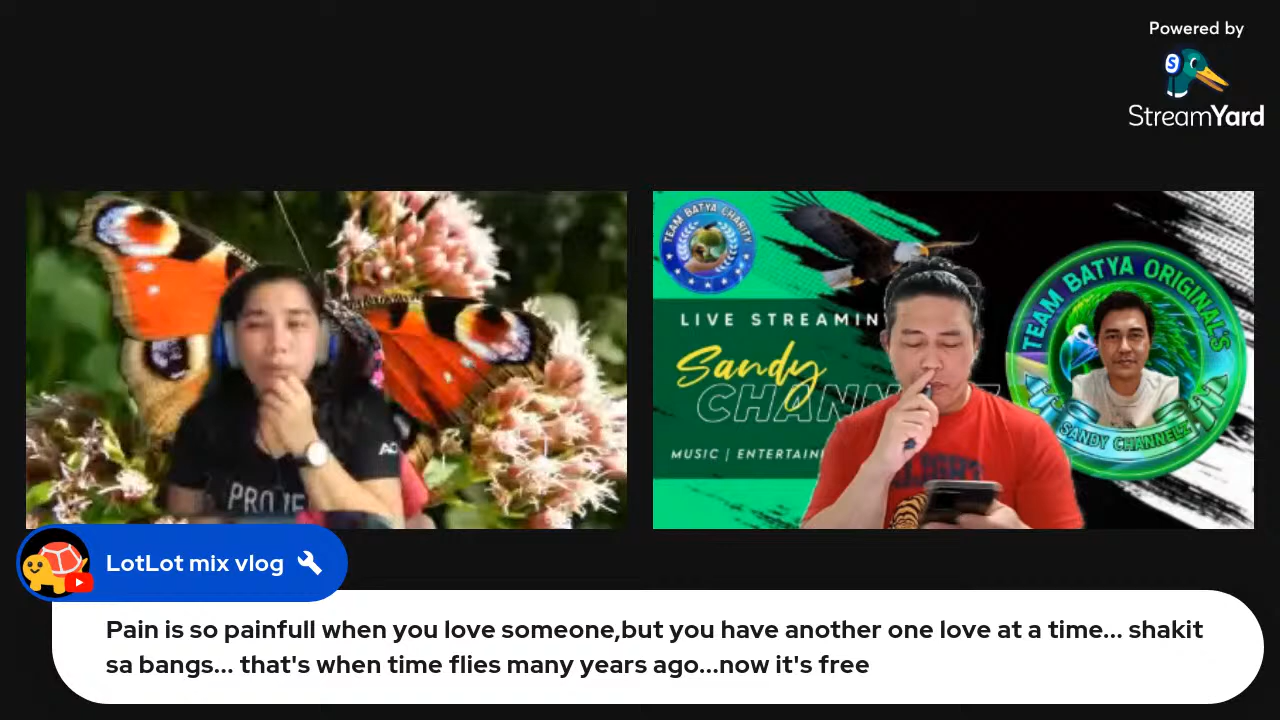 Powered by
StreamYard
TEAM BATYA CHARITY
LIVE STREAMIN
Sandy
CHANN
MUSIC | ENTERTAIN
TEAM BATYA ORIGINAL'S
SANDY CHANNELZ
PROJE
LotLot mix vlog
Pain is so painfull when you love someone,but you have another one love at a time... shakit
sa bangs... that's when time flies many years ago...now it's free